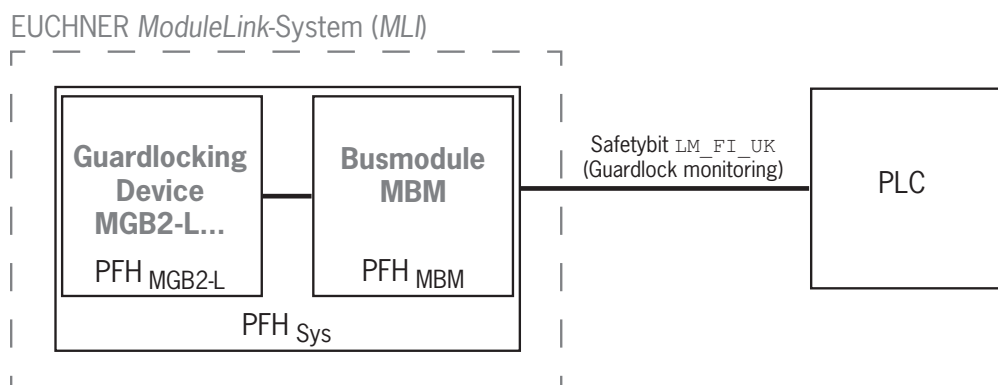 EUCHNER ModuleLink-System (MLI)
Guardlocking
Device
MGB2-L...
PFH MGB2-L
Busmodule
MBM
PFH MBM
PFH Sys
Safetybit LM_FI_UK
(Guardlock monitoring)
PLC